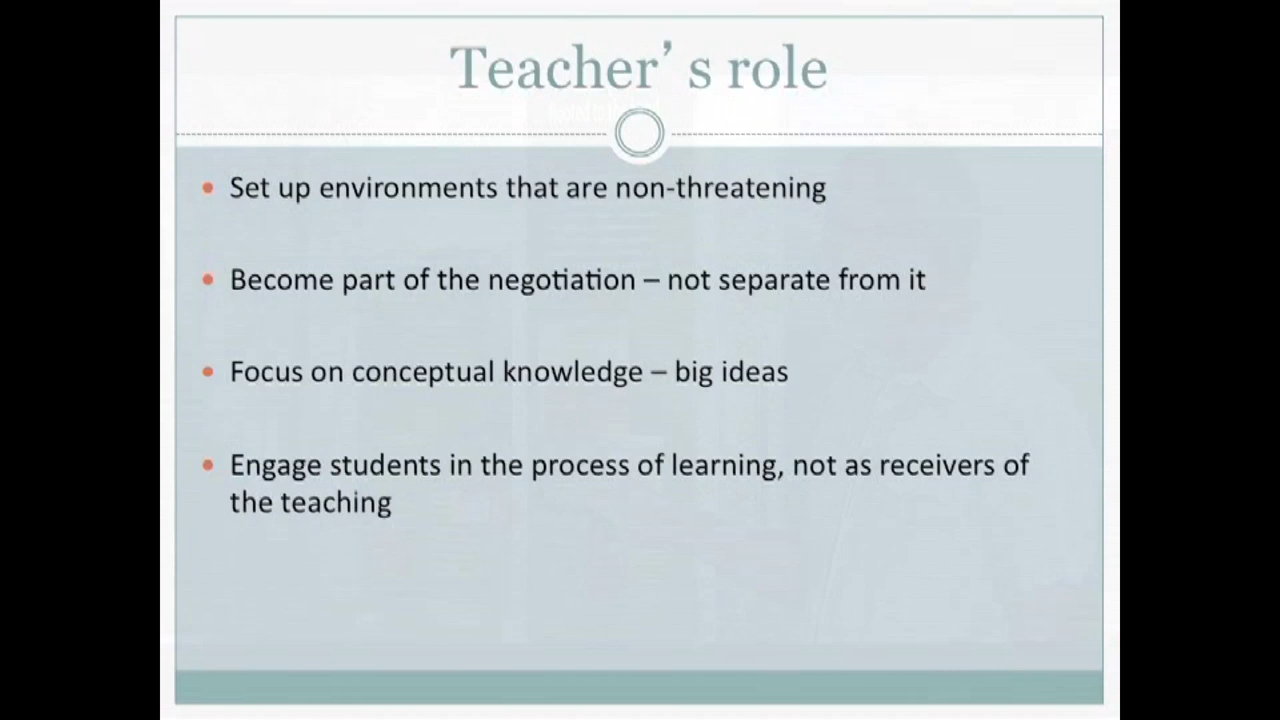 Teacher’s role
• Set up environments that are non-threatening
• Become part of the negotiation – not separate from it
• Focus on conceptual knowledge – big ideas
• Engage students in the process of learning, not as receivers of
the teaching